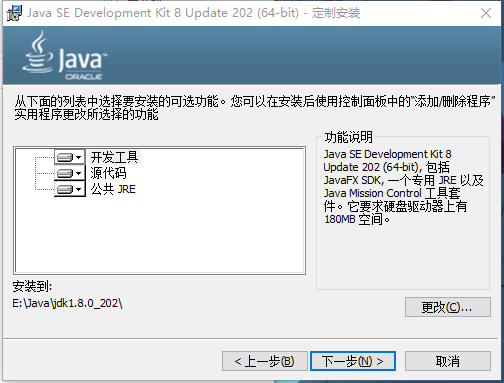 Java SE Development Kit 8 Update 202 (64-bit) - 定制安装
Java
ORACLE
从下面的列表中选择要安装的可选功能。您可以在安装后使用控制面板中的“添加/删除程序”
实用程序更改所选择的功能
开发工具
源代码
公共 JRE
功能说明
Java SE Development Kit 8
Update 202 (64-bit), 包括
JavaFX SDK, 一个专用 JRE 以及
Java Mission Control 工具套
件。它要求硬盘驱动器上有
180MB 空间。
安装到:
E:\Java\jdk1.8.0_202\
更改(C)...
< 上一步(B)
下一步(N) >
取消